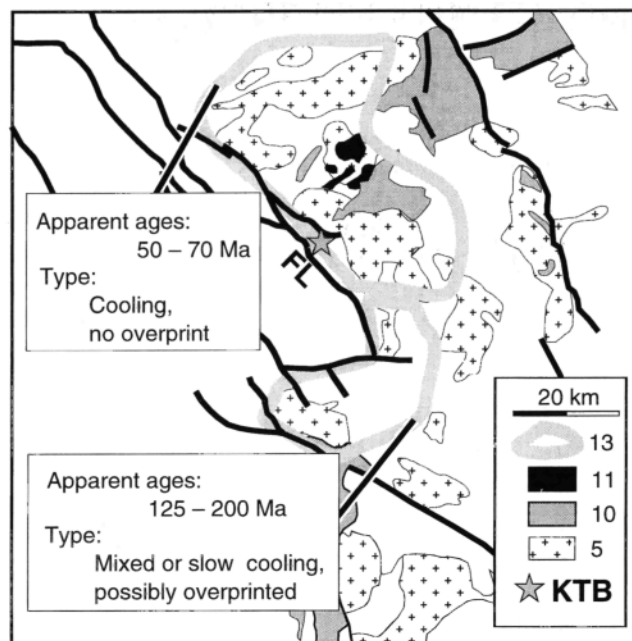 Apparent ages:
50 – 70 Ma
Type:
Cooling,
no overprint
FL
Apparent ages:
125 – 200 Ma
Type:
Mixed or slow cooling,
possibly overprinted
20 km
13
11
10
5
KTB